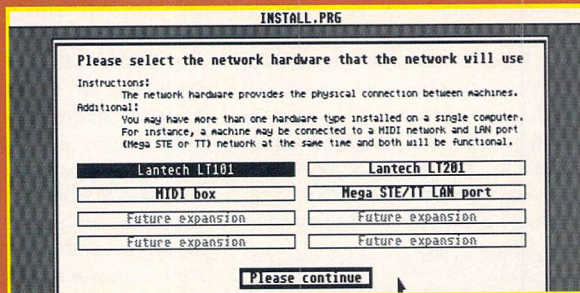 INSTALL.PRG
Please select the network hardware that the network will use
Instructions:
The network hardware provides the physical connection between machines.
Additional:
You may have more than one hardware type installed on a single computer.
For instance, a machine may be connected to a MIDI network and LAN port
(Mega STE or TT) network at the same time and both will be functional.
Lantech LT101
Lantech LT201
MIDI box
Mega STE/TT LAN port
Future expansion
Future expansion
Future expansion
Future expansion
Please continue